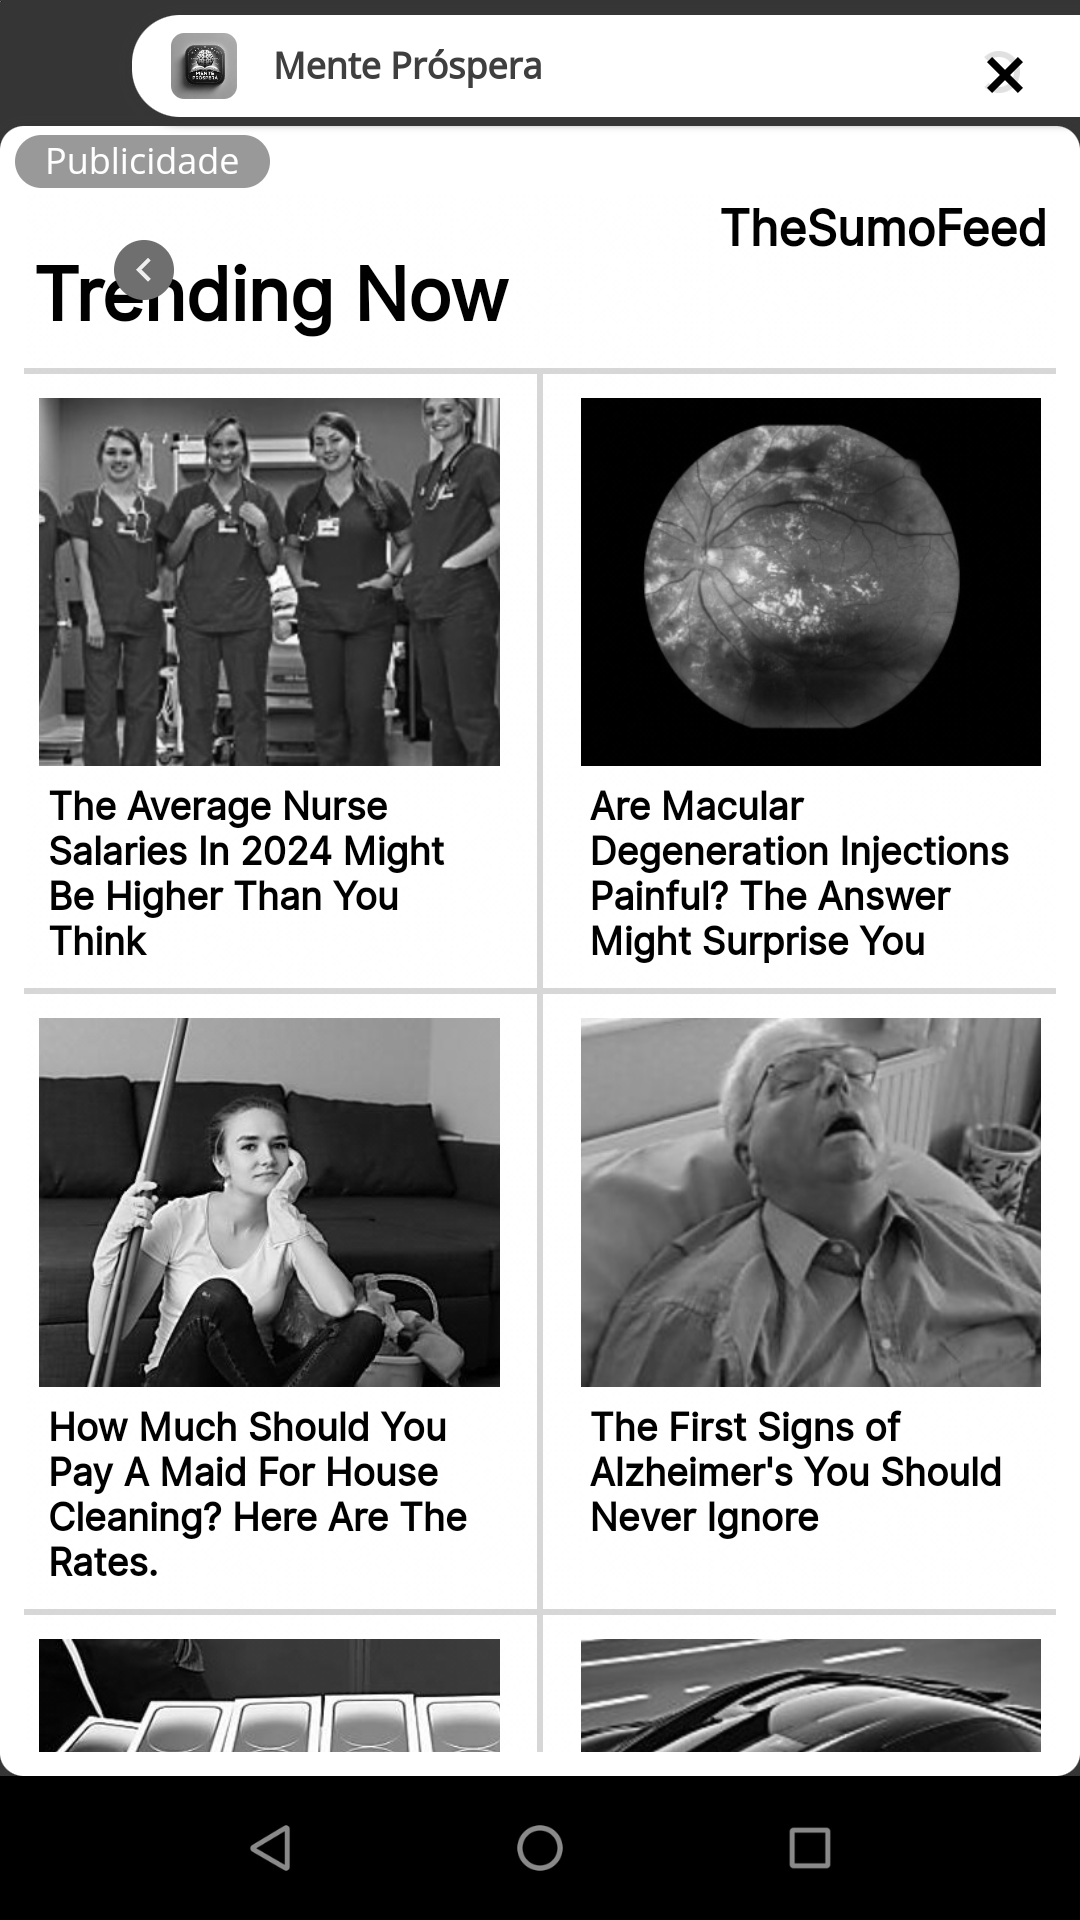 MENTE
PRÓSPERA
Mente Próspera
Publicidade
TheSumoFeed
Trending Now
The Average Nurse
Salaries In 2024 Might
Be Higher Than You
Think
Are Macular
Degeneration Injections
Painful? The Answer
Might Surprise You
How Much Should You
Pay A Maid For House
Cleaning? Here Are The
Rates.
The First Signs of
Alzheimer's You Should
Never Ignore